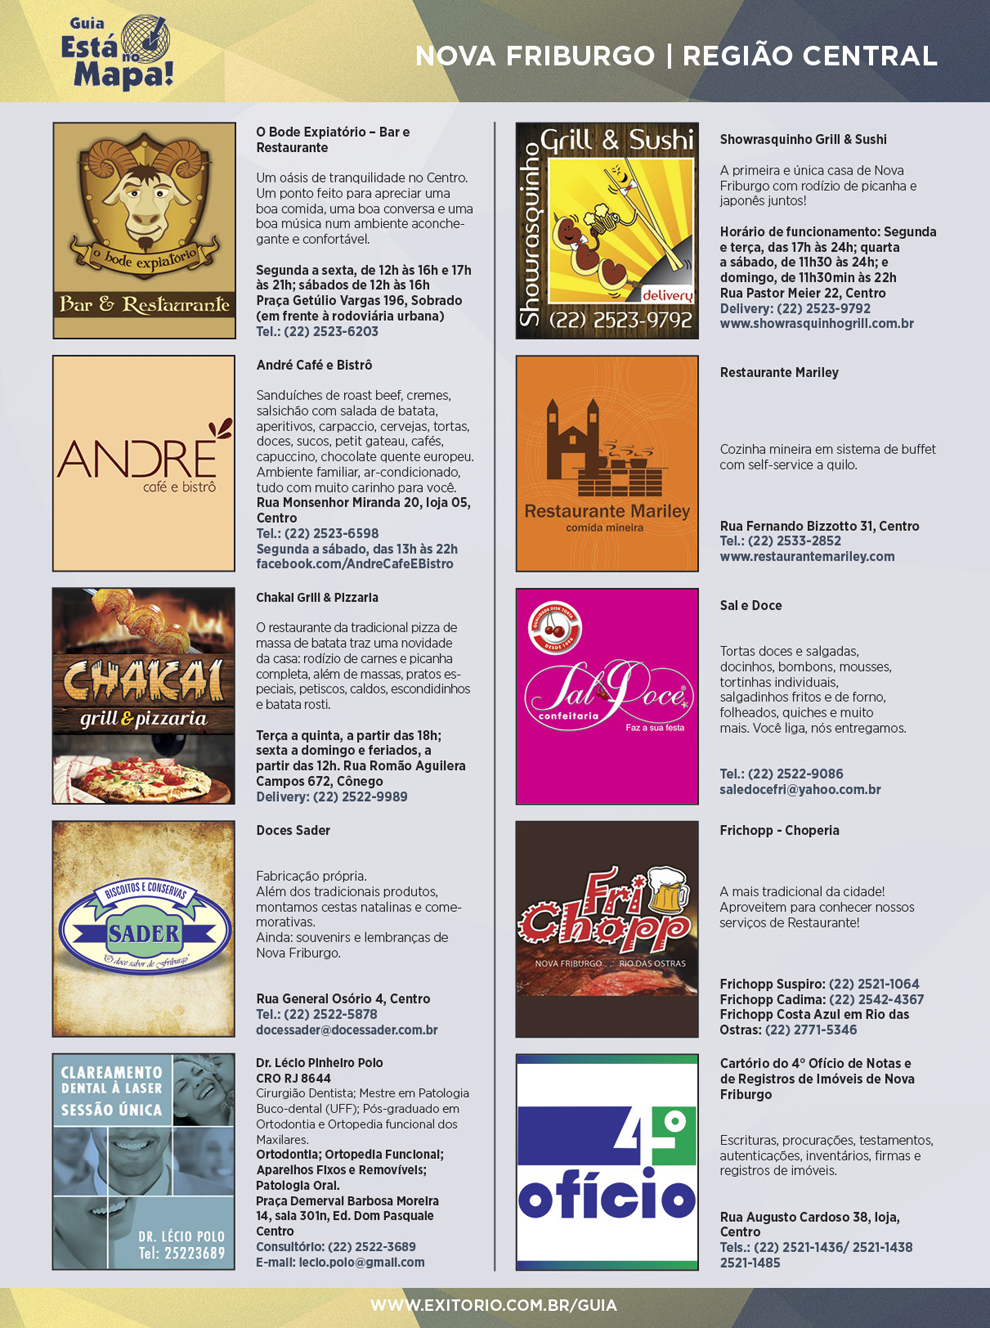 Guia
Está
no
Mapa!
NOVA FRIBURGO | REGIÃO CENTRAL
o bode expiatório
Bar & Restaurante
O Bode Expiatório – Bar e
Restaurante
Um oásis de tranquilidade no Centro.
Um ponto feito para apreciar uma
boa comida, uma boa conversa e uma
boa música num ambiente aconche-
gante e confortável.
Segunda a sexta, de 12h às 16h e 17h
às 21h; sábados de 12h às 16h
Praça Getúlio Vargas 196, Sobrado
(em frente à rodoviária urbana)
Tel.: (22) 2523-6203
ANDRÉ
café e bistrô
André Café e Bistrô
Sanduíches de roast beef, cremes,
salsichão com salada de batata,
aperitivos, carpaccio, cervejas, tortas,
doces, sucos, petit gateau, cafés,
capuccino, chocolate quente europeu.
Ambiente familiar, ar-condicionado,
tudo com muito carinho para você.
Rua Monsenhor Miranda 20, loja 05,
Centro
Tel.: (22) 2523-6598
Segunda a sábado, das 13h às 22h
facebook.com/AndreCafeEBistro
CHAKAI
grill & pizzaria
Chakai Grill & Pizzaria
O restaurante da tradicional pizza de
massa de batata traz uma novidade
da casa: rodízio de carnes e picanha
completa, além de massas, pratos es-
peciais, petiscos, caldos, escondidinhos
e batata rosti.
Terça a quinta, a partir das 18h;
sexta a domingo e feriados, a
partir das 12h. Rua Romão Aguilera
Campos 672, Cônego
Delivery: (22) 2522-9989
BISCOITOS E CONSERVAS
SADER
"O doce sabor de Friburgo"
Doces Sader
Fabricação própria.
Além dos tradicionais produtos,
montamos cestas natalinas e come-
morativas.
Ainda: souvenirs e lembranças de
Nova Friburgo.
Rua General Osório 4, Centro
Tel.: (22) 2522-5878
docessader@docessader.com.br
CLAREAMENTO
DENTAL À LASER
SESSÃO ÚNICA
DR. LÉCIO POLO
Tel: 25223689
Dr. Lécio Pinheiro Polo
CRO RJ 8644
Cirurgião Dentista; Mestre em Patologia
Buco-dental (UFF); Pós-graduado em
Ortodontia e Ortopedia funcional dos
Maxilares.
Ortodontia; Ortopedia Funcional;
Aparelhos Fixos e Removíveis;
Patologia Oral.
Praça Demerval Barbosa Moreira
14, sala 301n, Ed. Dom Pasquale
Centro
Consultório: (22) 2522-3689
E-mail: lecio.polo@gmail.com
Showrasquinho
Grill & Sushi
delivery
(22) 2523-9792
Showrasquinho Grill & Sushi
A primeira e única casa de Nova
Friburgo com rodízio de picanha e
japonês juntos!
Horário de funcionamento: Segunda
e terça, das 17h às 24h; quarta
a sábado, de 11h30 às 24h; e
domingo, de 11h30min às 22h
Rua Pastor Meier 22, Centro
Delivery: (22) 2523-9792
www.showrasquinhogrill.com.br
Restaurante Mariley
comida mineira
Restaurante Mariley
Cozinha mineira em sistema de buffet
com self-service a quilo.
Rua Fernando Bizzotto 31, Centro
Tel.: (22) 2533-2852
www.restaurantemariley.com
DESDE 1986
Sal e Doce
confeitaria
Faz a sua festa
Sal e Doce
Tortas doces e salgadas,
docinhos, bombons, mousses,
tortinhas individuais,
salgadinhos fritos e de forno,
folheados, quiches e muito
mais. Você liga, nós entregamos.
Tel.: (22) 2522-9086
saledocefri@yahoo.com.br
Fri
Chopp
NOVA FRIBURGO ... RIO DAS OSTRAS
Frichopp - Choperia
A mais tradicional da cidade!
Aproveitem para conhecer nossos
serviços de Restaurante!
Frichopp Suspiro: (22) 2521-1064
Frichopp Cadima: (22) 2542-4367
Frichopp Costa Azul em Rio das
Ostras: (22) 2771-5346
4º
ofício
Cartório do 4º Ofício de Notas e
de Registros de Imóveis de Nova
Friburgo
Escrituras, procurações, testamentos,
autenticações, inventários, firmas e
registros de imóveis.
Rua Augusto Cardoso 38, loja,
Centro
Tels.: (22) 2521-1436/ 2521-1438
2521-1485
WWW.EXITORIO.COM.BR/GUIA